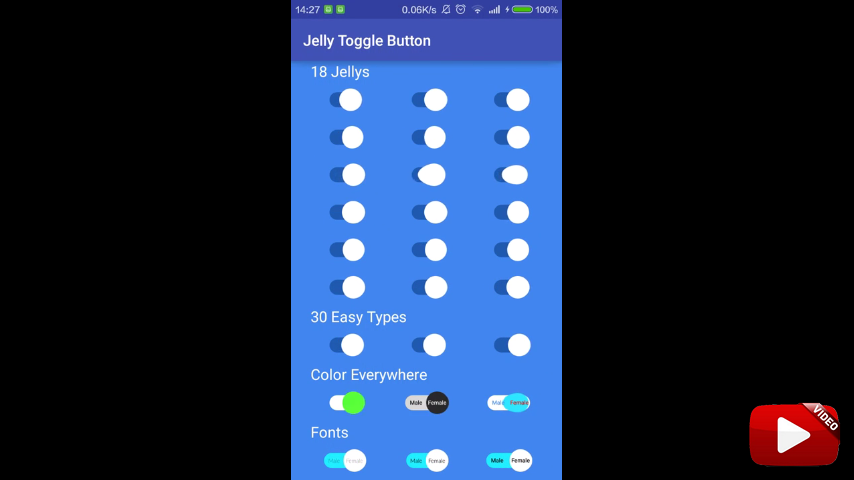 14:27 0.06K/s 100%
Jelly Toggle Button
18 Jellys
30 Easy Types
Color Everywhere
Male Female Male Female
Fonts
Male Female Male Female Male Female
VIDEO